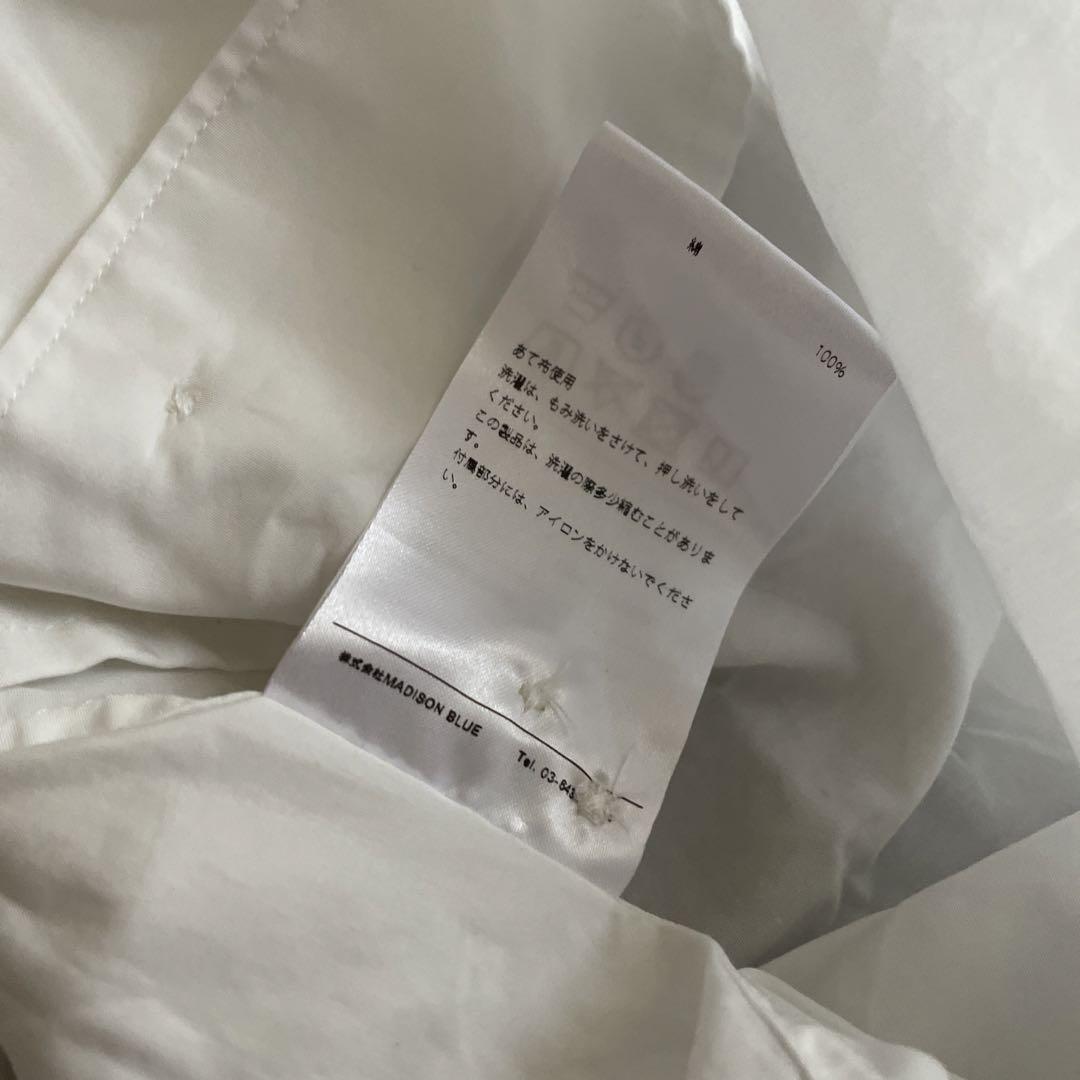 綿
100%
あて布使用
洗濯は、もみ洗いをさけて、押し洗いをして
ください。
この製品は、洗濯の際多少縮むことがありま
す。
付属部分には、アイロンをかけないでくださ
い。
株式会社MADISON BLUE
Tel. 03-643